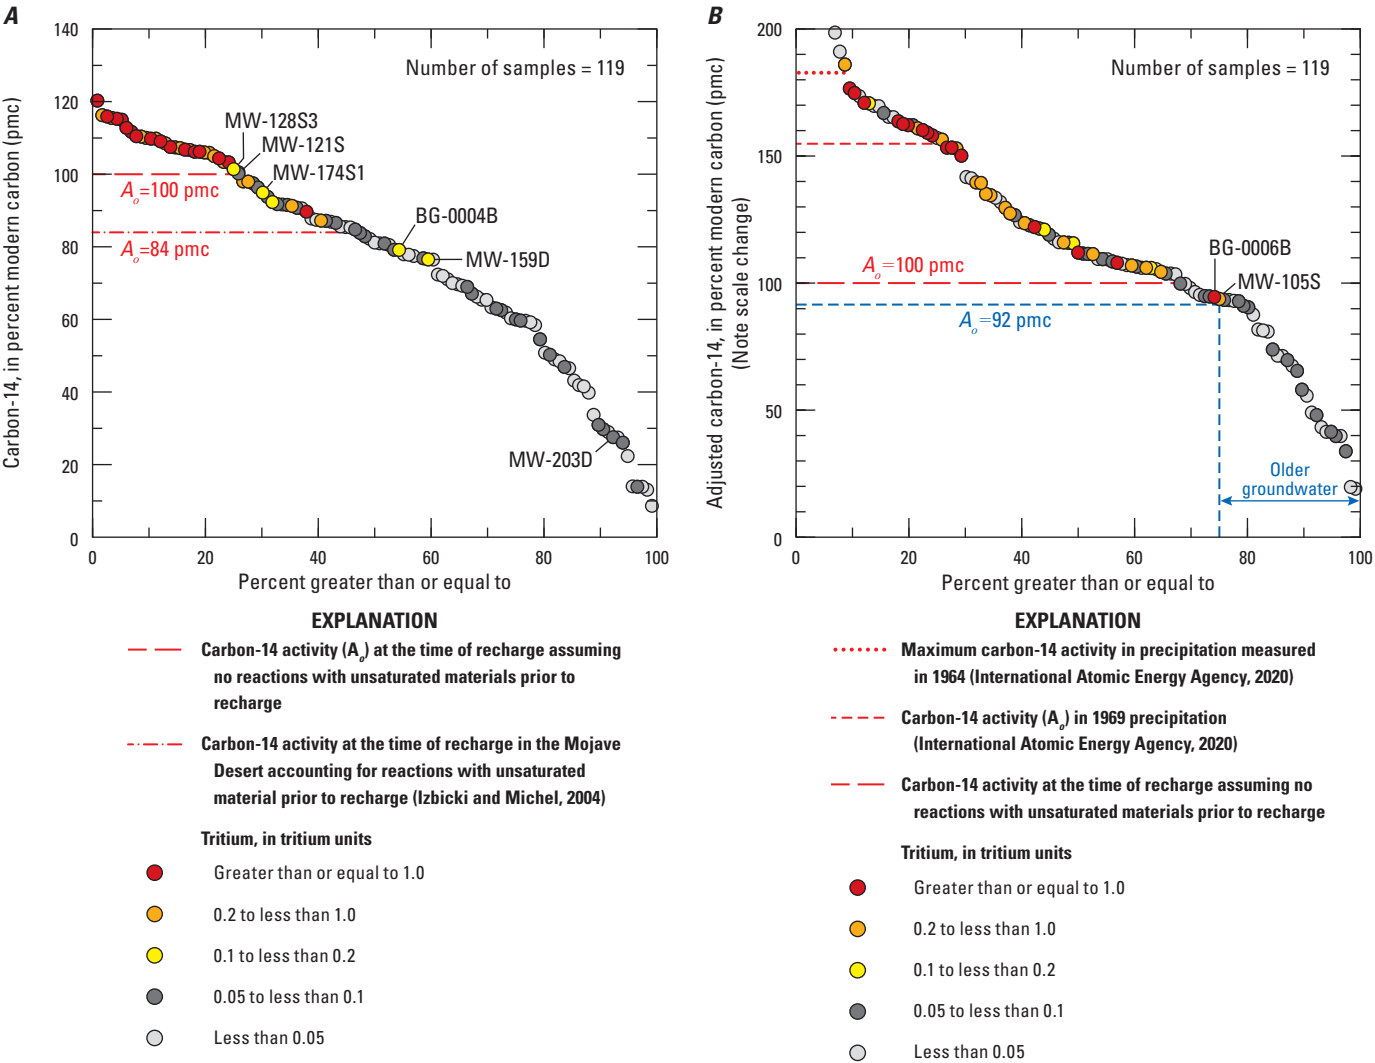 A
Carbon-14, in percent modern carbon (pmc)
140
120
100
80
60
40
20
0
Number of samples = 119
MW-128S3
MW-121S
MW-174S1
Ao=100 pmc
BG-0004B
Ao=84 pmc
MW-159D
MW-203D
0 20 40 60 80 100
Percent greater than or equal to
EXPLANATION
Carbon-14 activity (Ao) at the time of recharge assuming
no reactions with unsaturated materials prior to
recharge
Carbon-14 activity at the time of recharge in the Mojave
Desert accounting for reactions with unsaturated
material prior to recharge (Izbicki and Michel, 2004)
Tritium, in tritium units
Greater than or equal to 1.0
0.2 to less than 1.0
0.1 to less than 0.2
0.05 to less than 0.1
Less than 0.05
B
Adjusted carbon-14, in percent modern carbon (pmc)
(Note scale change)
200
150
100
50
0
Number of samples = 119
BG-0006B
Ao=100 pmc
MW-105S
Ao=92 pmc
Older
groundwater
0 20 40 60 80 100
Percent greater than or equal to
EXPLANATION
Maximum carbon-14 activity in precipitation measured
in 1964 (International Atomic Energy Agency, 2020)
Carbon-14 activity (Ao) in 1969 precipitation
(International Atomic Energy Agency, 2020)
Carbon-14 activity at the time of recharge assuming no
reactions with unsaturated materials prior to recharge
Tritium, in tritium units
Greater than or equal to 1.0
0.2 to less than 1.0
0.1 to less than 0.2
0.05 to less than 0.1
Less than 0.05